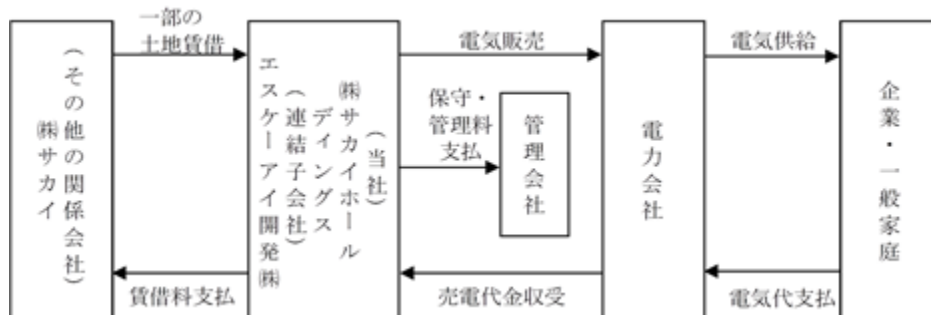 (その他の関係会社)
㈱サカイ
一部の
土地賃借
賃借料支払
(当社)
㈱サカイホール
ディングス
(連結子会社)
エスケーアイ開発㈱
電気販売
保守・
管理料
支払
管理会社
売電代金収受
電力会社
電気供給
電気代支払
企業・一般家庭